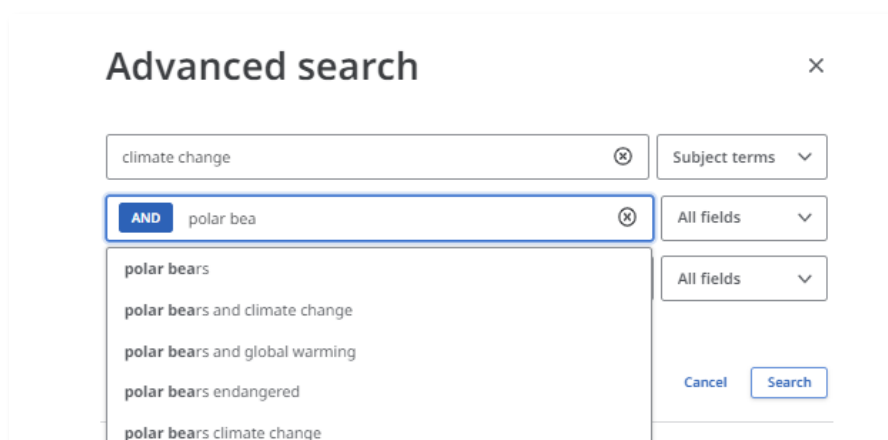 Advanced search
climate change Subject terms
AND polar bea All fields
polar bears
All fields
polar bears and climate change
polar bears and global warming
Cancel Search
polar bears endangered
polar bears climate change